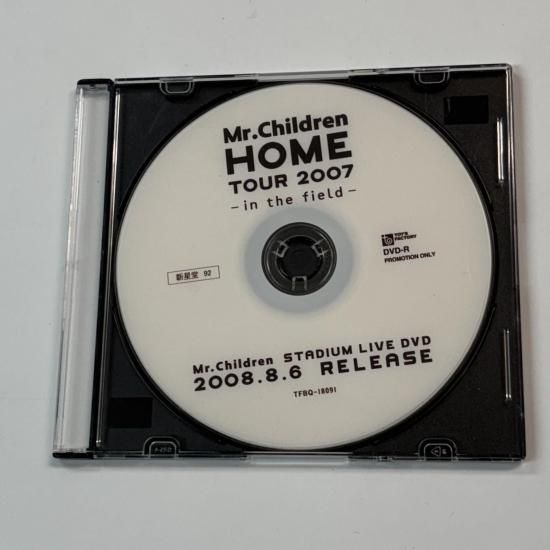 Mr.Children
HOME
TOUR 2007
-in the field-
TOY'S
FACTORY
DVD-R
PROMOTION ONLY
新星堂 92
Mr.Children STADIUM LIVE DVD
2008.8.6 RELEASE
TFBQ-18091